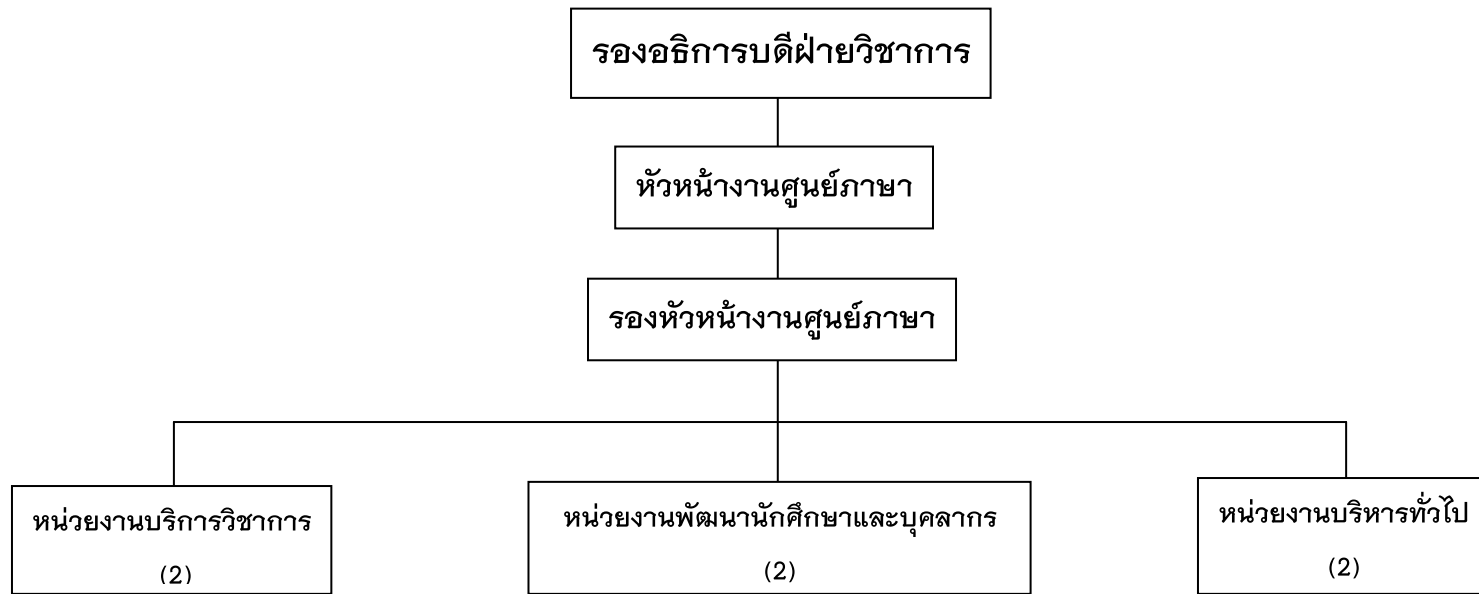 รองอธิการบดีฝ่ายวิชาการ
หัวหน้างานศูนย์ภาษา
รองหัวหน้างานศูนย์ภาษา
หน่วยงานบริการวิชาการ
(2)
หน่วยงานพัฒนานักศึกษาและบุคลากร
(2)
หน่วยงานบริหารทั่วไป
(2)